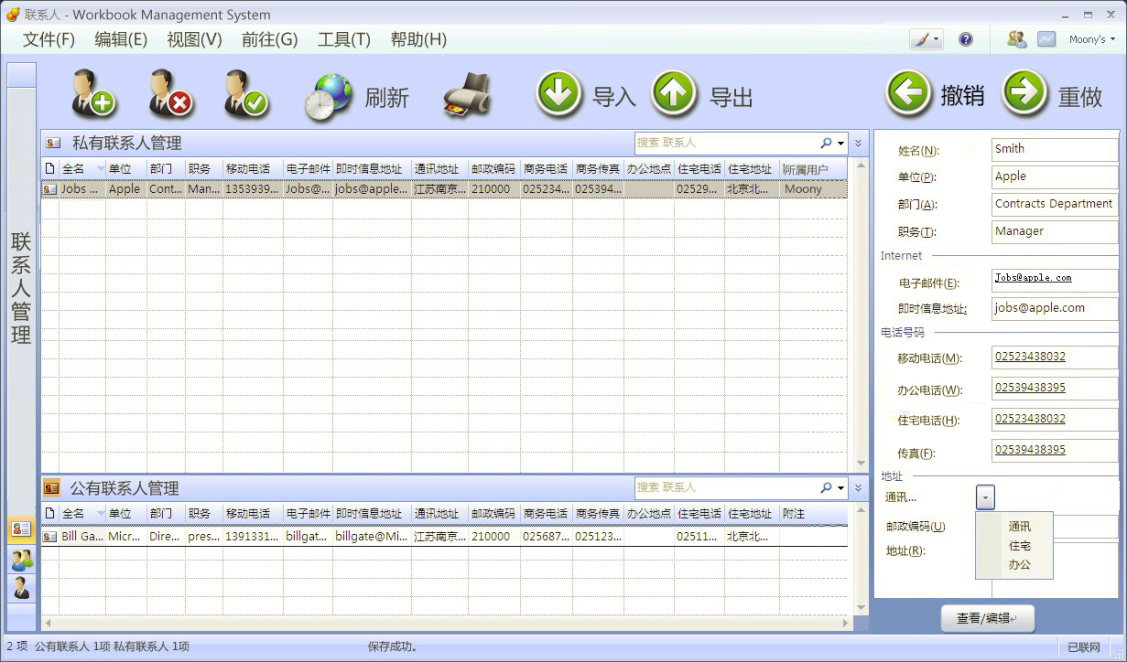 联系人 - Workbook Management System
文件(F) 编辑(E) 视图(V) 前往(G) 工具(T) 帮助(H) Moony's
刷新 导入 导出 撤销 重做
联系人管理
私有联系人管理 搜索 联系人
全名 单位 部门 职务 移动电话 电子邮件 即时信息地址 通讯地址 邮政编码 商务电话 商务传真 办公地点 住宅电话 住宅地址 所属用户
Jobs ... Apple Cont... Man... 1353939... Jobs@... jobs@apple... 江苏南京... 210000 025234... 025394... 02529... 北京北... Moony
公有联系人管理 搜索 联系人
全名 单位 部门 职务 移动电话 电子邮件 即时信息地址 通讯地址 邮政编码 商务电话 商务传真 办公地点 住宅电话 住宅地址 附注
Bill Ga... Micr... Dire... pres... 1391331... billgat... billgate@Mi... 江苏南京... 210000 025687... 025123... 02511... 北京北...
姓名(N): Smith
单位(P): Apple
部门(A): Contracts Department
职务(T): Manager
Internet
电子邮件(E): Jobs@apple.com
即时信息地址: jobs@apple.com
电话号码
移动电话(M): 02523438032
办公电话(W): 02539438395
住宅电话(H): 02523438032
传真(F): 02539438395
地址
通讯...
邮政编码(U)
地址(R):
通讯
住宅
办公
查看/编辑
2 项 公有联系人 1项 私有联系人 1项 保存成功。 已联网